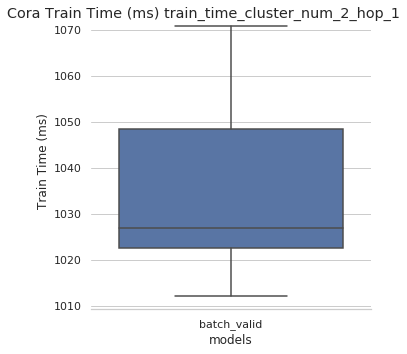 Cora Train Time (ms) train_time_cluster_num_2_hop_1
1070
1060
1050
1040
1030
1020
1010
Train Time (ms)
batch_valid
models